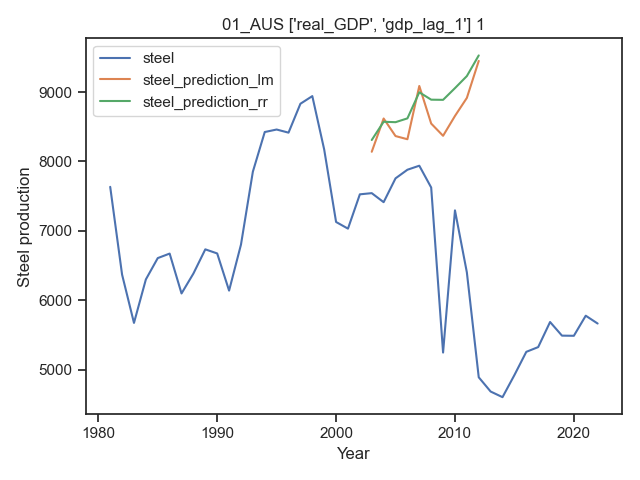 01_AUS ['real_GDP', 'gdp_lag_1'] 1
steel
steel_prediction_lm
steel_prediction_rr
9000
8000
7000
6000
5000
Steel production
1980
1990
2000
2010
2020
Year